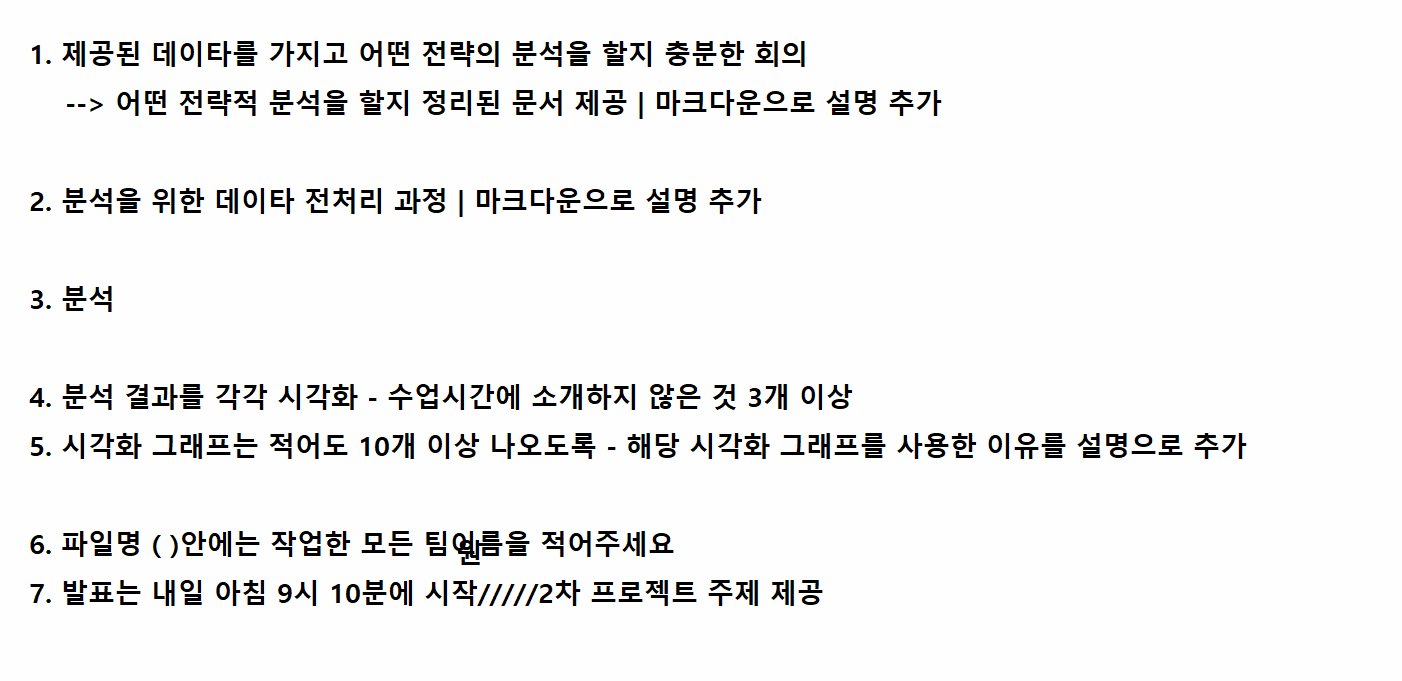 1. 제공된 데이타를 가지고 어떤 전략의 분석을 할지 충분한 회의
--> 어떤 전략적 분석을 할지 정리된 문서 제공 | 마크다운으로 설명 추가
2. 분석을 위한 데이타 전처리 과정 | 마크다운으로 설명 추가
3. 분석
4. 분석 결과를 각각 시각화 - 수업시간에 소개하지 않은 것 3개 이상
5. 시각화 그래프는 적어도 10개 이상 나오도록 - 해당 시각화 그래프를 사용한 이유를 설명으로 추가
6. 파일명 ( )안에는 작업한 모든 팀이름을 적어주세요
원
7. 발표는 내일 아침 9시 10분에 시작/////2차 프로젝트 주제 제공